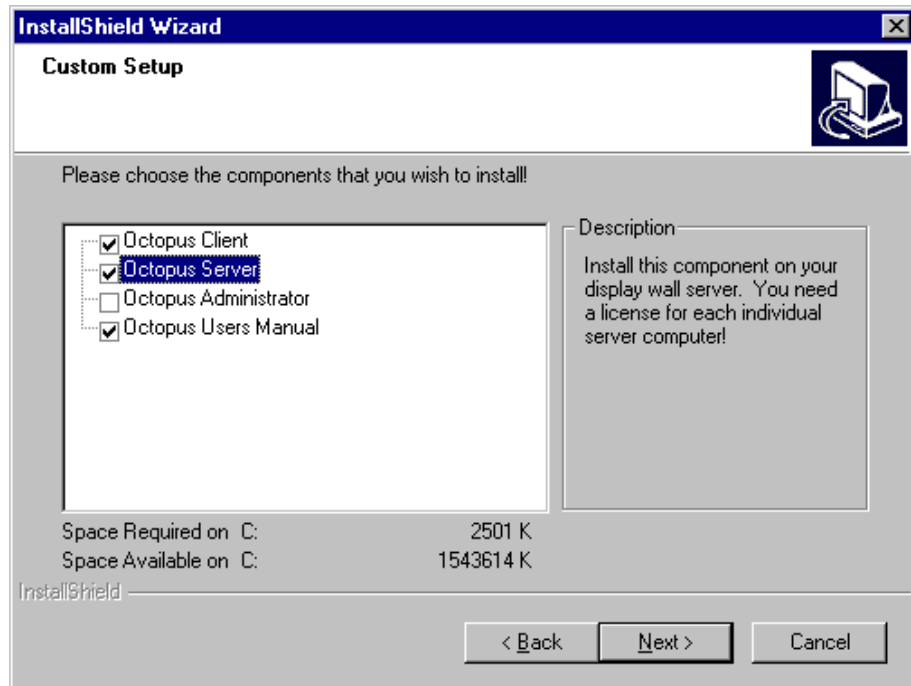 InstallShield Wizard
Custom Setup
Please choose the components that you wish to install!
Octopus Client
Octopus Server
Octopus Administrator
Octopus Users Manual
Description
Install this component on your
display wall server.  You need
a license for each individual
server computer!
Space Required on  C:    2501 K
Space Available on  C:    1543614 K
InstallShield
< Back    Next >    Cancel